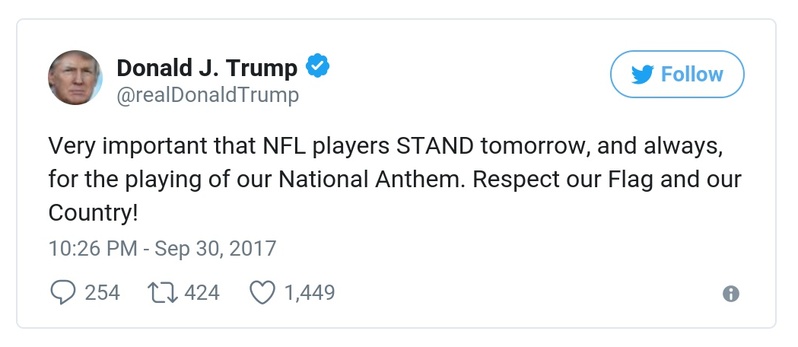 Donald J. Trump
Follow
@realDonaldTrump
Very important that NFL players STAND tomorrow, and always,
for the playing of our National Anthem. Respect our Flag and our
Country!
10:26 PM - Sep 30, 2017
254 424 1,449